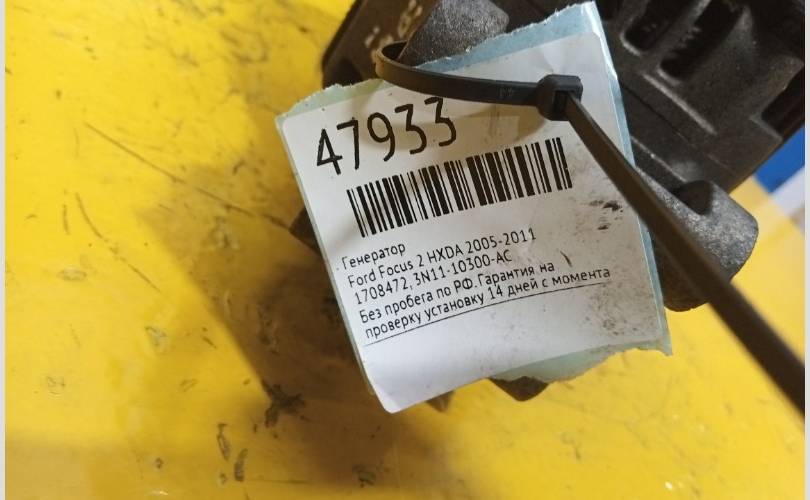 47933
Генератор
Ford Focus 2 HXDA 2005-2011
1708472, 3N11-10300-AC
Без пробега по РФ. Гарантия на
проверку установку 14 дней с момента